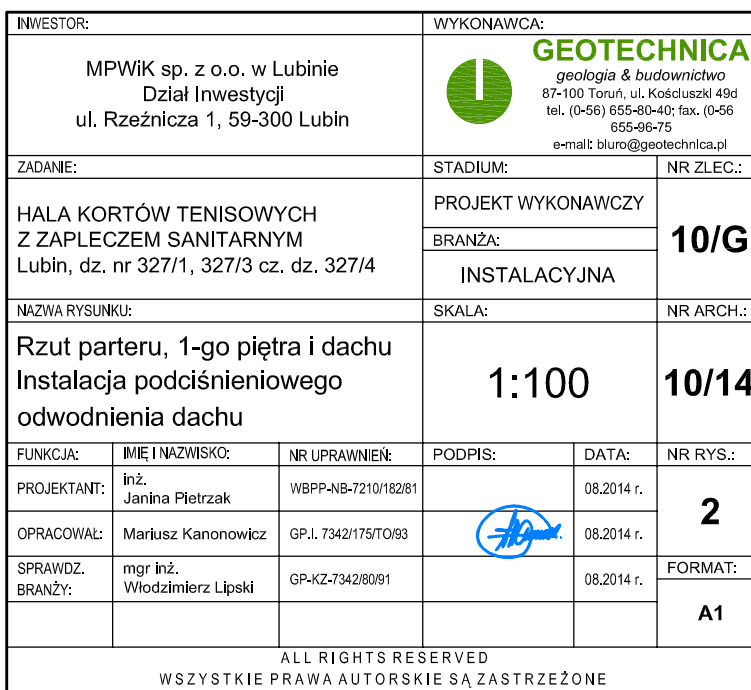 INWESTOR:
MPWiK sp. z o.o. w Lubinie
Dział Inwestycji
ul. Rzeźnicza 1, 59-300 Lubin
WYKONAWCA:
GEOTECHNICA
geologia & budownictwo
87-100 Toruń, ul. Kościuszki 49d
tel. (0-56) 655-80-40; fax. (0-56
655-96-75
e-mail: biuro@geotechnica.pl
ZADANIE:
HALA KORTÓW TENISOWYCH
Z ZAPLECZEM SANITARNYM
Lubin, dz. nr 327/1, 327/3 cz. dz. 327/4
STADIUM:
PROJEKT WYKONAWCZY
BRANŻA:
INSTALACYJNA
NR ZLEC.:
10/G
NAZWA RYSUNKU:
Rzut parteru, 1-go piętra i dachu
Instalacja podciśnieniowego
odwodnienia dachu
SKALA:
1:100
NR ARCH.:
10/14
FUNKCJA: IMIĘ I NAZWISKO: NR UPRAWNIEŃ: PODPIS: DATA: NR RYS.:
PROJEKTANT: inż. Janina Pietrzak WBPP-NB-7210/182/81 08.2014 r.
2
OPRACOWAŁ: Mariusz Kanonowicz GP.I. 7342/175/TO/93 08.2014 r.
SPRAWDZ. BRANŻY: mgr inż. Włodzimierz Lipski GP-KZ-7342/80/91 08.2014 r.
FORMAT:
A1
ALL RIGHTS RESERVED
WSZYSTKIE PRAWA AUTORSKIE SĄ ZASTRZEŻONE